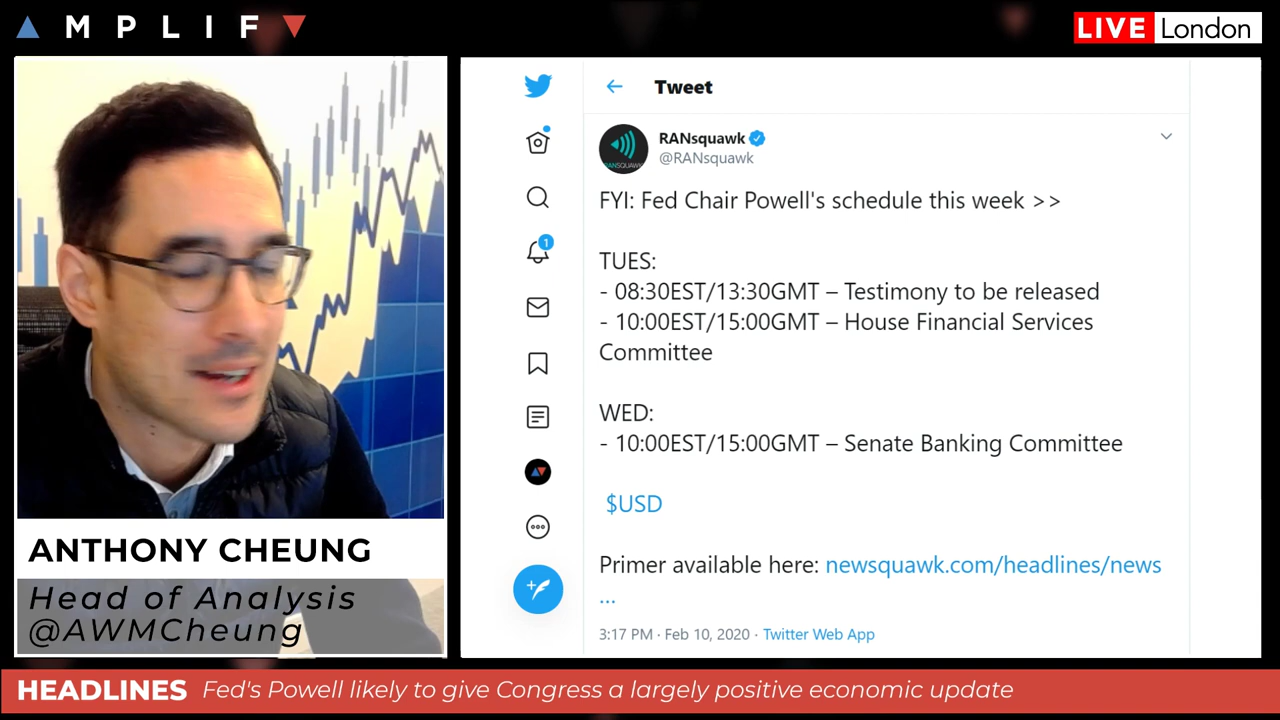 AMPLIFY
LIVE London
Tweet
RANsquawk
@RANsquawk
RANSQUAWK
FYI: Fed Chair Powell's schedule this week >>
TUES:
- 08:30EST/13:30GMT – Testimony to be released
- 10:00EST/15:00GMT – House Financial Services
Committee
WED:
- 10:00EST/15:00GMT – Senate Banking Committee
$USD
Primer available here: newsquawk.com/headlines/news
...
3:17 PM · Feb 10, 2020 · Twitter Web App
1
ANTHONY CHEUNG
Head of Analysis
@AWMCheung
HEADLINES Fed's Powell likely to give Congress a largely positive economic update